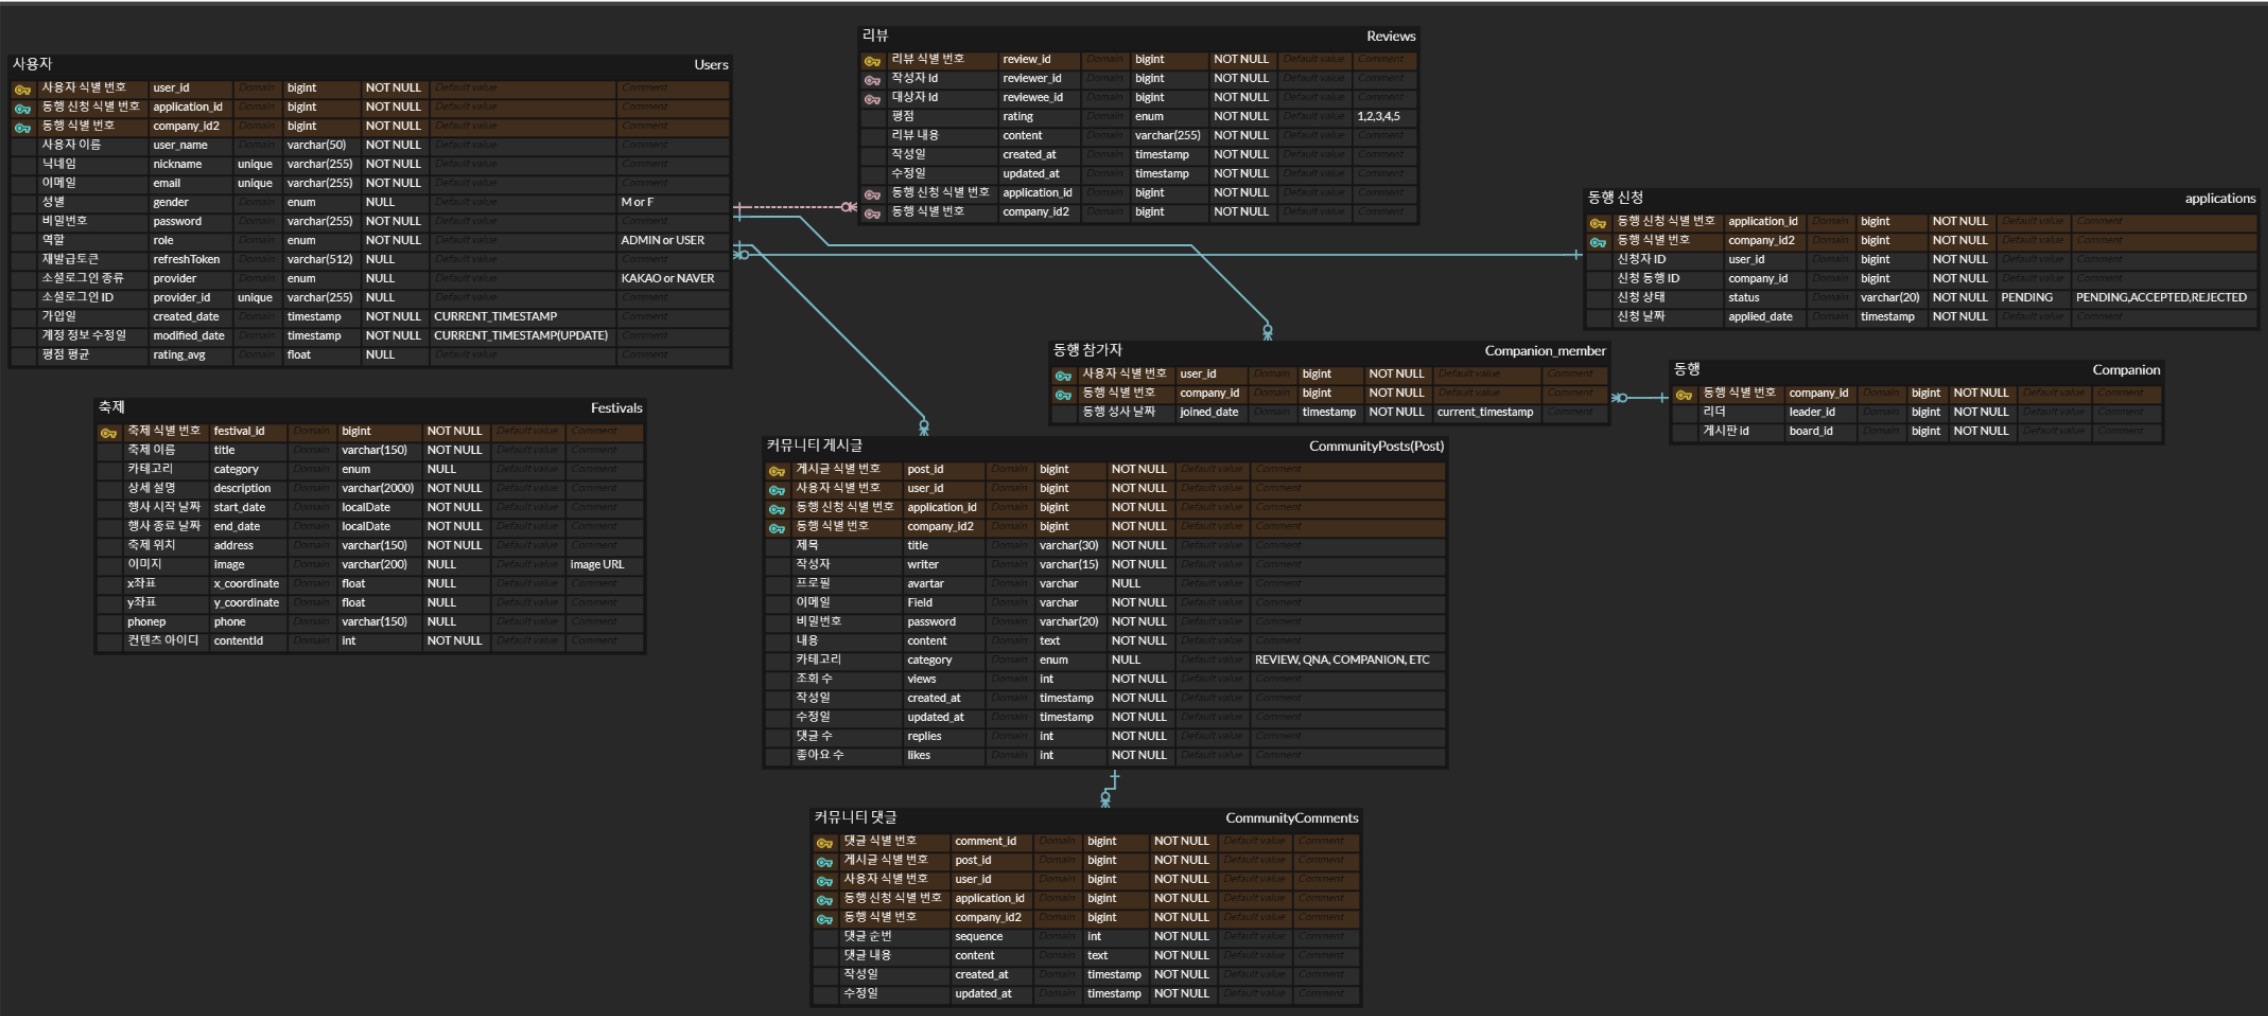 사용자 Users
사용자 식별 번호 user_id Domain bigint NOT NULL Default value Comment
동행 신청 식별 번호 application_id Domain bigint NOT NULL Default value Comment
동행 식별 번호 company_id2 Domain bigint NOT NULL Default value Comment
사용자 이름 user_name Domain varchar(50) NOT NULL Default value Comment
닉네임 nickname unique varchar(255) NOT NULL Default value Comment
이메일 email unique varchar(255) NOT NULL Default value Comment
성별 gender Domain enum NULL Default value M or F
비밀번호 password Domain varchar(255) NOT NULL Default value Comment
역할 role Domain enum NOT NULL Default value ADMIN or USER
재발급토큰 refreshToken Domain varchar(512) NULL Default value Comment
소셜로그인 종류 provider Domain enum NULL Default value KAKAO or NAVER
소셜로그인 ID provider_id unique varchar(255) NULL Default value Comment
가입일 created_date Domain timestamp NOT NULL CURRENT_TIMESTAMP Comment
계정 정보 수정일 modified_date Domain timestamp NOT NULL CURRENT_TIMESTAMP(UPDATE) Comment
평점 평균 rating_avg Domain float NULL Default value Comment
리뷰 Reviews
리뷰 식별 번호 review_id Domain bigint NOT NULL Default value Comment
작성자 Id reviewer_id Domain bigint NOT NULL Default value Comment
대상자 Id reviewee_id Domain bigint NOT NULL Default value Comment
평점 rating Domain enum NOT NULL Default value 1,2,3,4,5
리뷰 내용 content Domain varchar(255) NOT NULL Default value Comment
작성일 created_at Domain timestamp NOT NULL Default value Comment
수정일 updated_at Domain timestamp NOT NULL Default value Comment
동행 신청 식별 번호 application_id Domain bigint NOT NULL Default value Comment
동행 식별 번호 company_id2 Domain bigint NOT NULL Default value Comment
동행 신청 applications
동행 신청 식별 번호 application_id Domain bigint NOT NULL Default value Comment
동행 식별 번호 company_id2 Domain bigint NOT NULL Default value Comment
신청자 ID user_id Domain bigint NOT NULL Default value Comment
신청 동행 ID company_id Domain bigint NOT NULL Default value Comment
신청 상태 status Domain varchar(20) NOT NULL PENDING PENDING,ACCEPTED,REJECTED
신청 날짜 applied_date Domain timestamp NOT NULL Default value Comment
동행 참가자 Companion_member
사용자 식별 번호 user_id Domain bigint NOT NULL Default value Comment
동행 식별 번호 company_id Domain bigint NOT NULL Default value Comment
동행 성사 날짜 joined_date Domain timestamp NOT NULL current_timestamp Comment
동행 Companion
동행 식별 번호 company_id Domain bigint NOT NULL Default value Comment
리더 leader_id Domain bigint NOT NULL Default value Comment
게시판 id board_id Domain bigint NOT NULL Default value Comment
축제 Festivals
축제 식별 번호 festival_id Domain bigint NOT NULL Default value Comment
축제 이름 title Domain varchar(150) NOT NULL Default value Comment
카테고리 category Domain enum NULL Default value Comment
상세 설명 description Domain varchar(2000) NOT NULL Default value Comment
행사 시작 날짜 start_date Domain localDate NOT NULL Default value Comment
행사 종료 날짜 end_date Domain localDate NOT NULL Default value Comment
축제 위치 address Domain varchar(150) NOT NULL Default value Comment
이미지 image Domain varchar(200) NULL Default value image URL
x좌표 x_coordinate Domain float NULL Default value Comment
y좌표 y_coordinate Domain float NULL Default value Comment
phonep phone Domain varchar(150) NULL Default value Comment
컨텐츠 아이디 contentId Domain int NOT NULL Default value Comment
커뮤니티 게시글 CommunityPosts(Post)
게시글 식별 번호 post_id Domain bigint NOT NULL Default value Comment
사용자 식별 번호 user_id Domain bigint NOT NULL Default value Comment
동행 신청 식별 번호 application_id Domain bigint NOT NULL Default value Comment
동행 식별 번호 company_id2 Domain bigint NOT NULL Default value Comment
제목 title Domain varchar(30) NOT NULL Default value Comment
작성자 writer Domain varchar(15) NOT NULL Default value Comment
프로필 avartar Domain varchar NULL Default value Comment
이메일 Field Domain varchar NOT NULL Default value Comment
비밀번호 password Domain varchar(20) NOT NULL Default value Comment
내용 content Domain text NOT NULL Default value Comment
카테고리 category Domain enum NULL Default value REVIEW, QNA, COMPANION, ETC
조회 수 views Domain int NOT NULL Default value Comment
작성일 created_at Domain timestamp NOT NULL Default value Comment
수정일 updated_at Domain timestamp NOT NULL Default value Comment
댓글 수 replies Domain int NOT NULL Default value Comment
좋아요 수 likes Domain int NOT NULL Default value Comment
커뮤니티 댓글 CommunityComments
댓글 식별 번호 comment_id Domain bigint NOT NULL Default value Comment
게시글 식별 번호 post_id Domain bigint NOT NULL Default value Comment
사용자 식별 번호 user_id Domain bigint NOT NULL Default value Comment
동행 신청 식별 번호 application_id Domain bigint NOT NULL Default value Comment
동행 식별 번호 company_id2 Domain bigint NOT NULL Default value Comment
댓글 순번 sequence Domain int NOT NULL Default value Comment
댓글 내용 content Domain text NOT NULL Default value Comment
작성일 created_at Domain timestamp NOT NULL Default value Comment
수정일 updated_at Domain timestamp NOT NULL Default value Comment